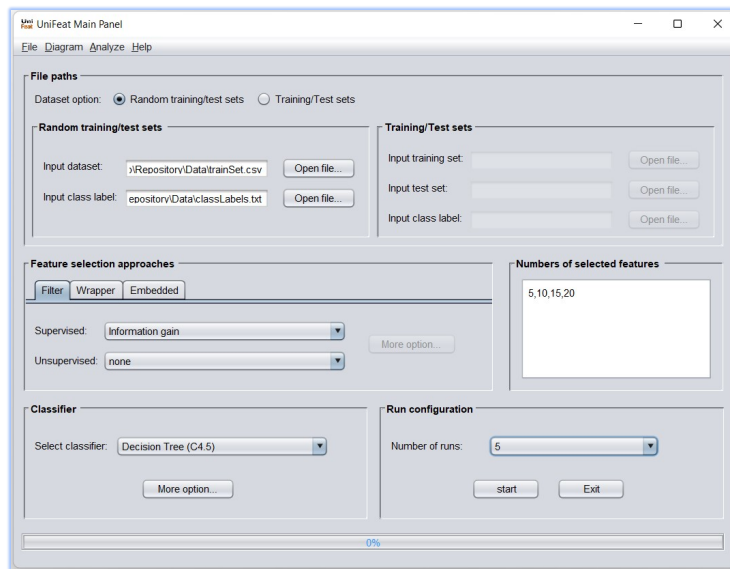 Uni
Feat UniFeat Main Panel
File Diagram Analyze Help
File paths
Dataset option: Random training/test sets Training/Test sets
Random training/test sets
Input dataset: )\Repository\Data\trainSet.csv Open file...
Input class label: epository\Data\classLabels.txt Open file...
Training/Test sets
Input training set: Open file...
Input test set: Open file...
Input class label: Open file...
Feature selection approaches
Filter Wrapper Embedded
Supervised: Information gain
Unsupervised: none
More option...
Numbers of selected features
5,10,15,20
Classifier
Select classifier: Decision Tree (C4.5)
More option...
Run configuration
Number of runs: 5
start Exit
0%